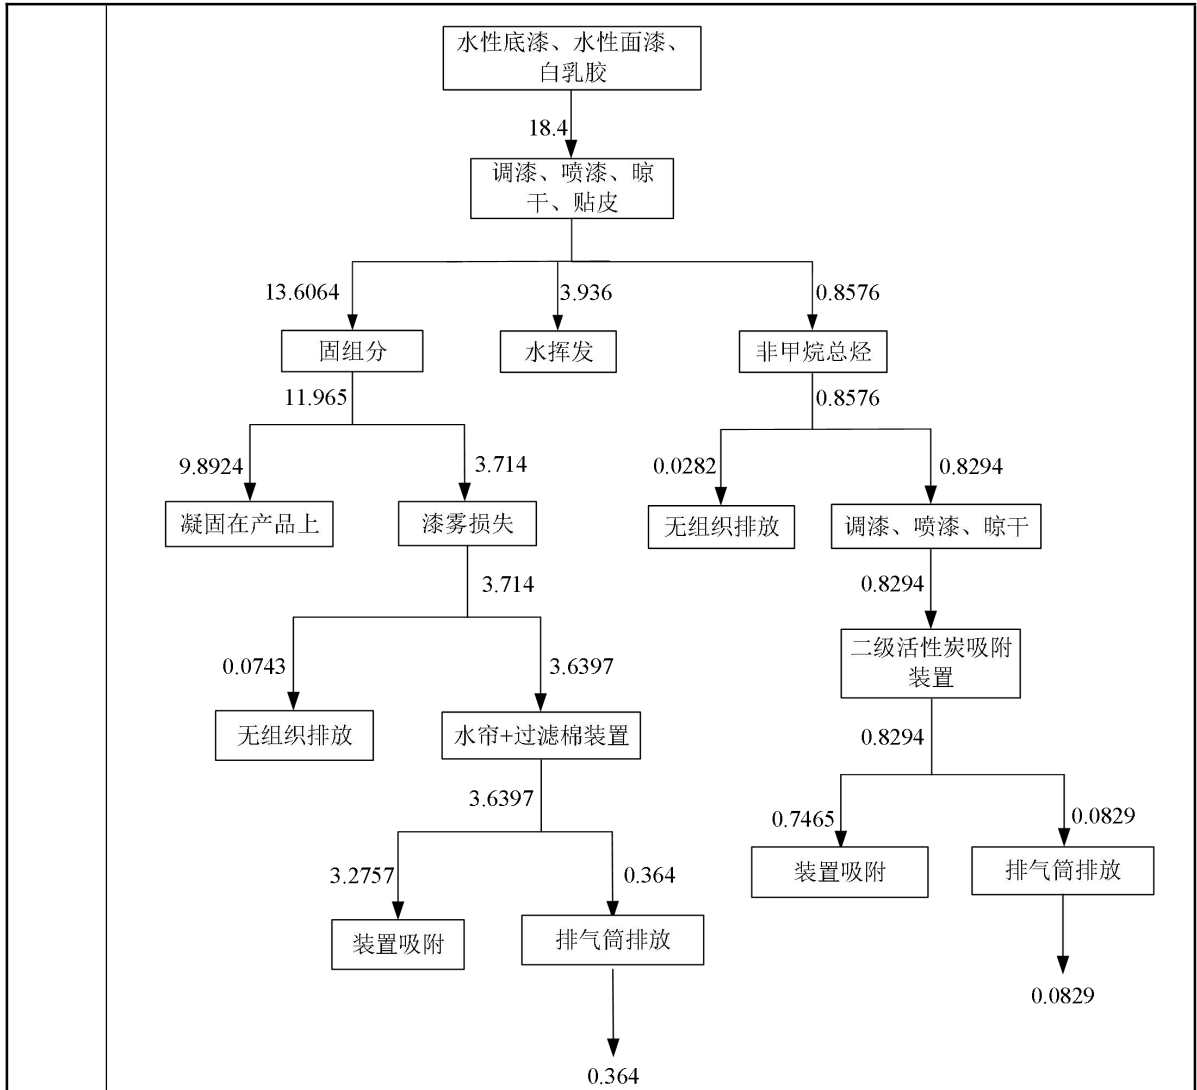 水性底漆、水性面漆、
白乳胶
18.4
调漆、喷漆、晾
干、贴皮
13.6064
3.936
0.8576
固组分
水挥发
非甲烷总烃
11.965
0.8576
9.8924
3.714
0.0282
0.8294
凝固在产品上
漆雾损失
无组织排放
调漆、喷漆、晾干
3.714
0.8294
二级活性炭吸附
装置
0.0743
3.6397
无组织排放
水帘+过滤棉装置
0.8294
3.6397
0.7465
0.0829
装置吸附
排气筒排放
3.2757
0.364
装置吸附
排气筒排放
0.0829
0.364